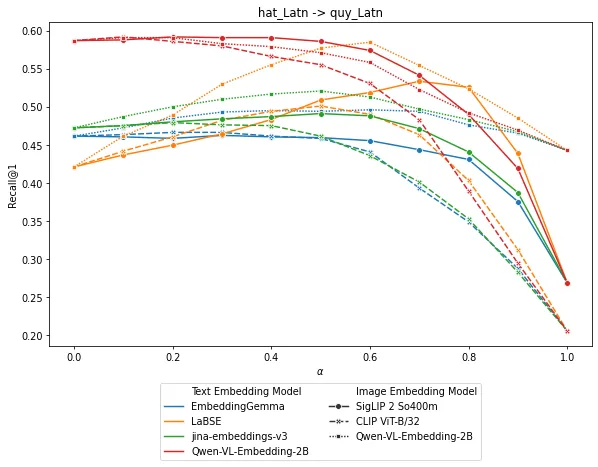 hat_Latn -> quy_Latn
Recall@1
0.60
0.55
0.50
0.45
0.40
0.35
0.30
0.25
0.20
0.0 0.2 0.4 0.6 0.8 1.0
α
Text Embedding Model
EmbeddingGemma
LaBSE
jina-embeddings-v3
Qwen-VL-Embedding-2B
Image Embedding Model
SigLIP 2 So400m
CLIP ViT-B/32
Qwen-VL-Embedding-2B